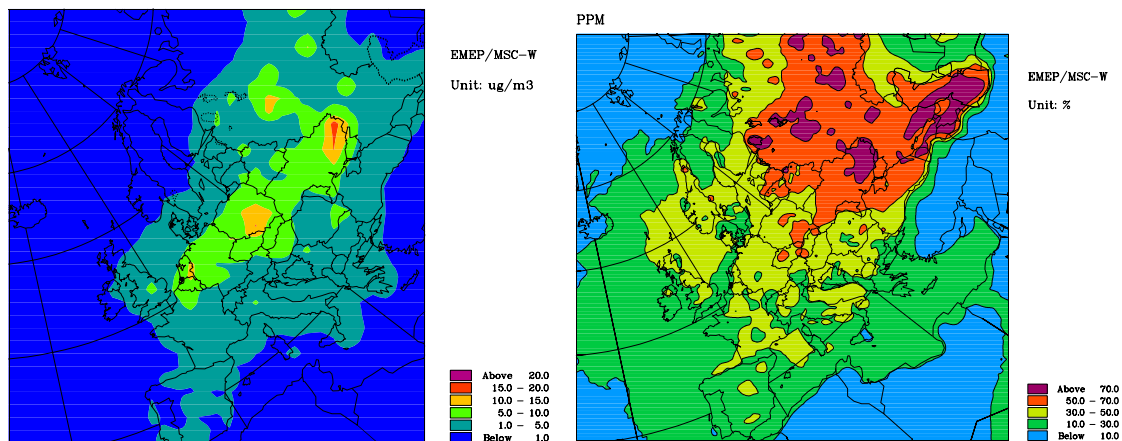 EMEP/MSC-W
Unit: ug/m3
Above 20.0
15.0 – 20.0
10.0 – 15.0
5.0 – 10.0
1.0 – 5.0
Below 1.0
PPM
EMEP/MSC-W
Unit: %
Above 70.0
50.0 – 70.0
30.0 – 50.0
10.0 – 30.0
Below 10.0